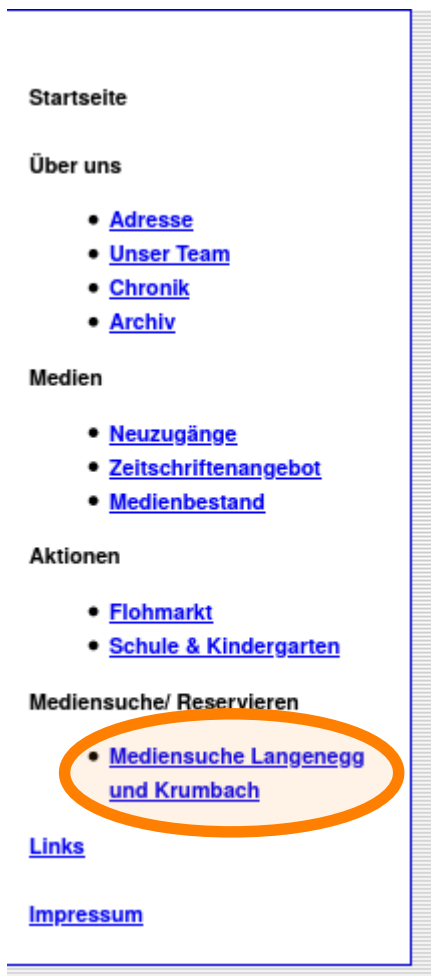 Startseite
Über uns
Adresse
Unser Team
Chronik
Archiv
Medien
Neuzugänge
Zeitschriftenangebot
Medienbestand
Aktionen
Flohmarkt
Schule & Kindergarten
Mediensuche/ Reservieren
Mediensuche Langenegg
und Krumbach
Links
Impressum